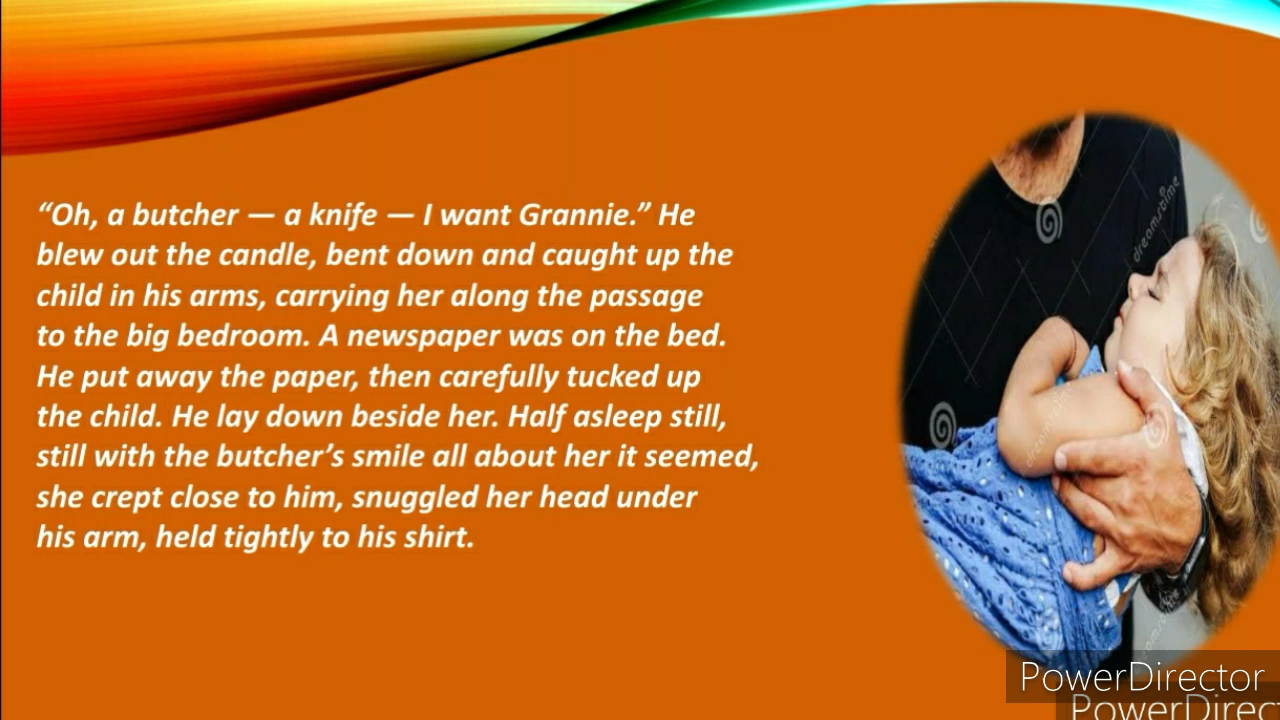 “Oh, a butcher — a knife — I want Grannie.” He
blew out the candle, bent down and caught up the
child in his arms, carrying her along the passage
to the big bedroom. A newspaper was on the bed.
He put away the paper, then carefully tucked up
the child. He lay down beside her. Half asleep still,
still with the butcher’s smile all about her it seemed,
she crept close to him, snuggled her head under
his arm, held tightly to his shirt.
dreamstime
PowerDirector
PowerDirec